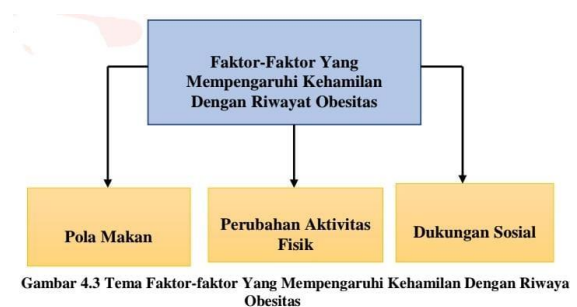 Faktor-Faktor Yang
Mempengaruhi Kehamilan
Dengan Riwayat Obesitas
Pola Makan
Perubahan Aktivitas
Fisik
Dukungan Sosial
Gambar 4.3 Tema Faktor-faktor Yang Mempengaruhi Kehamilan Dengan Riwaya
Obesitas